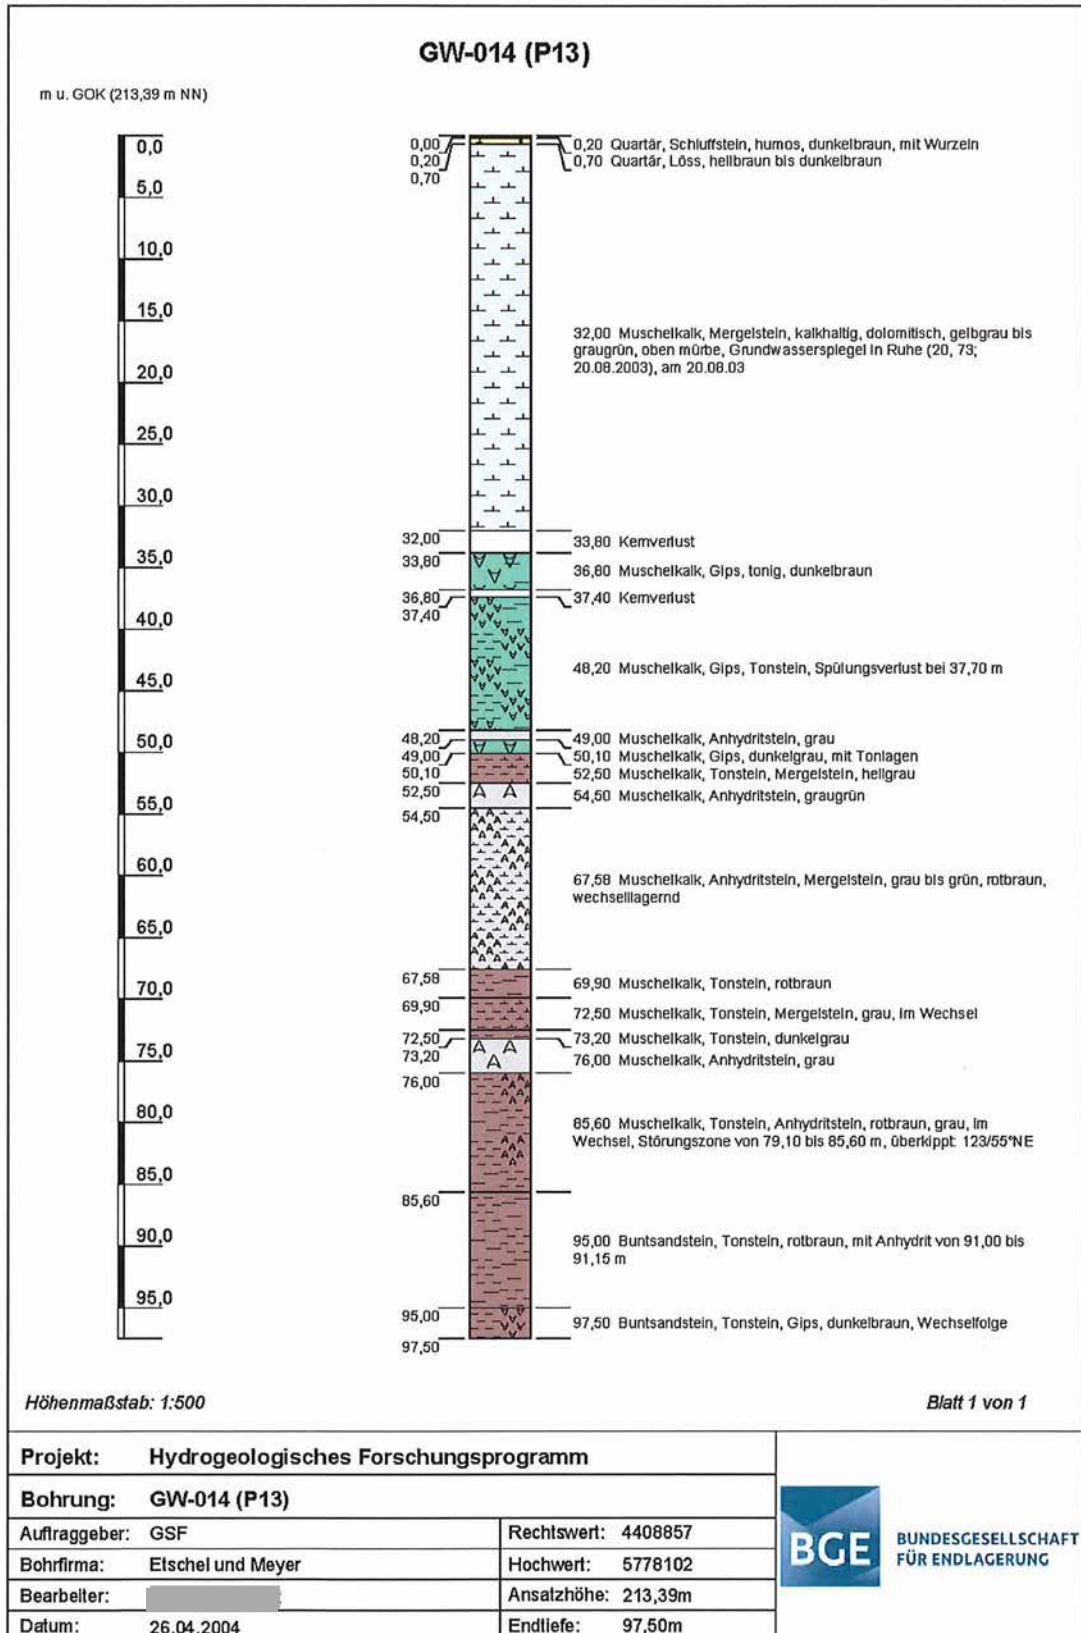 GW-014 (P13)
m u. GOK (213,39 m NN)
0,0
5,0
10,0
15,0
20,0
25,0
30,0
35,0
40,0
45,0
50,0
55,0
60,0
65,0
70,0
75,0
80,0
85,0
90,0
95,0
0,00
0,20
0,70
32,00
33,80
36,80
37,40
48,20
49,00
50,10
52,50
54,50
67,58
69,90
72,50
73,20
76,00
85,60
95,00
97,50
0,20 Quartär, Schluffstein, humos, dunkelbraun, mit Wurzeln
0,70 Quartär, Löss, hellbraun bis dunkelbraun
32,00 Muschelkalk, Mergelstein, kalkhaltig, dolomitisch, gelbgrau bis
graugrün, oben mürbe, Grundwasserspiegel in Ruhe (20, 73;
20.08.2003), am 20.08.03
33,80 Kernverlust
36,80 Muschelkalk, Gips, tonig, dunkelbraun
37,40 Kernverlust
48,20 Muschelkalk, Gips, Tonstein, Spülungsverlust bei 37,70 m
49,00 Muschelkalk, Anhydritstein, grau
50,10 Muschelkalk, Gips, dunkelgrau, mit Tonlagen
52,50 Muschelkalk, Tonstein, Mergelstein, hellgrau
54,50 Muschelkalk, Anhydritstein, graugrün
67,58 Muschelkalk, Anhydritstein, Mergelstein, grau bis grün, rotbraun,
wechselllagernd
69,90 Muschelkalk, Tonstein, rotbraun
72,50 Muschelkalk, Tonstein, Mergelstein, grau, im Wechsel
73,20 Muschelkalk, Tonstein, dunkelgrau
76,00 Muschelkalk, Anhydritstein, grau
85,60 Muschelkalk, Tonstein, Anhydritstein, rotbraun, grau, im
Wechsel, Störungszone von 79,10 bis 85,60 m, überkippt: 123/55°NE
95,00 Buntsandstein, Tonstein, rotbraun, mit Anhydrit von 91,00 bis
91,15 m
97,50 Buntsandstein, Tonstein, Gips, dunkelbraun, Wechselfolge
Höhenmaßstab: 1:500
Blatt 1 von 1
Projekt: Hydrogeologisches Forschungsprogramm
Bohrung: GW-014 (P13)
Auftraggeber: GSF
Rechtswert: 4408857
Bohrfirma: Etschel und Meyer
Hochwert: 5778102
Bearbeiter:
Ansatzhöhe: 213,39m
Datum: 26.04.2004
Endtiefe: 97,50m
BGE
BUNDESGESELLSCHAFT
FÜR ENDLAGERUNG